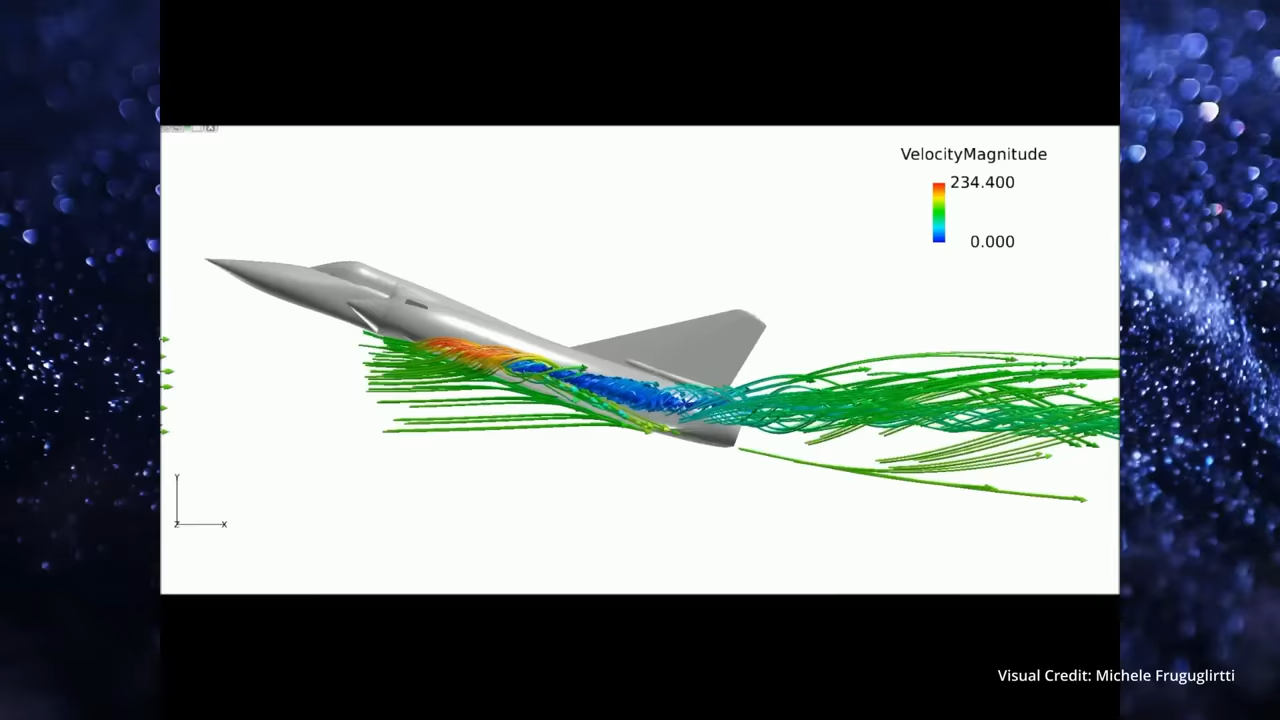 VelocityMagnitude
234.400
0.000
Y
Z X
Visual Credit: Michele Fruguglirtti